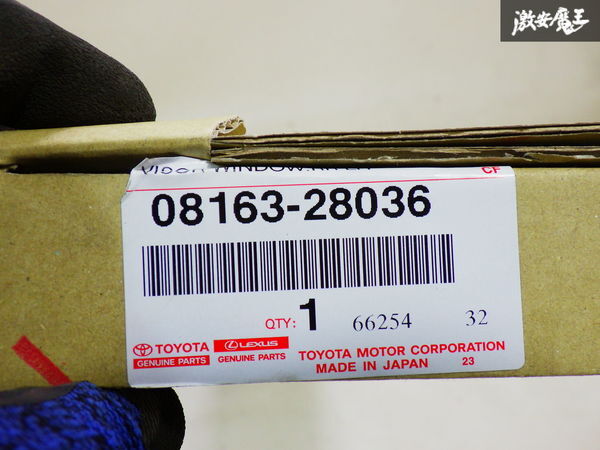 激安魔王
WINDOW
CF
08163-28036
QTY: 1 66254 32
TOYOTA LEXUS
GENUINE PARTS GENUINE PARTS
TOYOTA MOTOR CORPORATION
MADE IN JAPAN 23